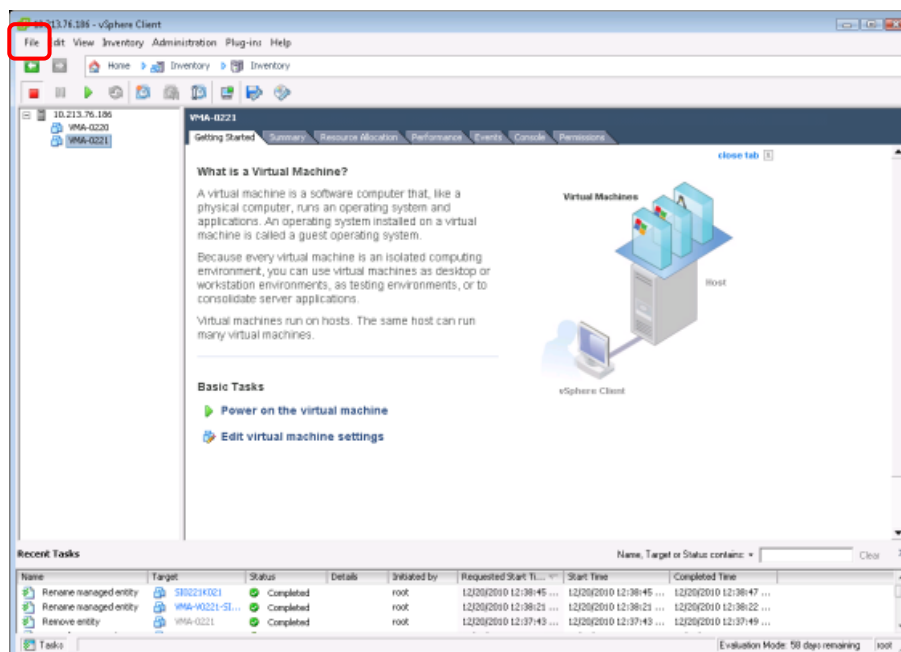 10.213.76.186 - vSphere Client
File Edit View Inventory Administration Plug-ins Help
Home Inventory Inventory
10.213.76.186
VMA-0220
VMA-0221
VMA-0221
Getting Started Summary Resource Allocation Performance Events Console Permissions
close tab
What is a Virtual Machine?
A virtual machine is a software computer that, like a
physical computer, runs an operating system and
applications. An operating system installed on a virtual
machine is called a guest operating system.
Because every virtual machine is an isolated computing
environment, you can use virtual machines as desktop or
workstation environments, as testing environments, or to
consolidate server applications.
Virtual machines run on hosts. The same host can run
many virtual machines.
Virtual Machines
Host
vSphere Client
Basic Tasks
Power on the virtual machine
Edit virtual machine settings
Recent Tasks
Name, Target or Status contains:
Clear
Name Target Status Details Initiated by Requested Start Ti... Start Time Completed Time
Rename managed entity SI0221K021 Completed root 12/20/2010 12:38:45 ... 12/20/2010 12:38:45 ... 12/20/2010 12:38:47 ...
Rename managed entity VMA-V0221-SI... Completed root 12/20/2010 12:38:21 ... 12/20/2010 12:38:21 ... 12/20/2010 12:38:22 ...
Remove entity VMA-0221 Completed root 12/20/2010 12:37:43 ... 12/20/2010 12:37:43 ... 12/20/2010 12:37:49 ...
Tasks
Evaluation Mode: 58 days remaining root